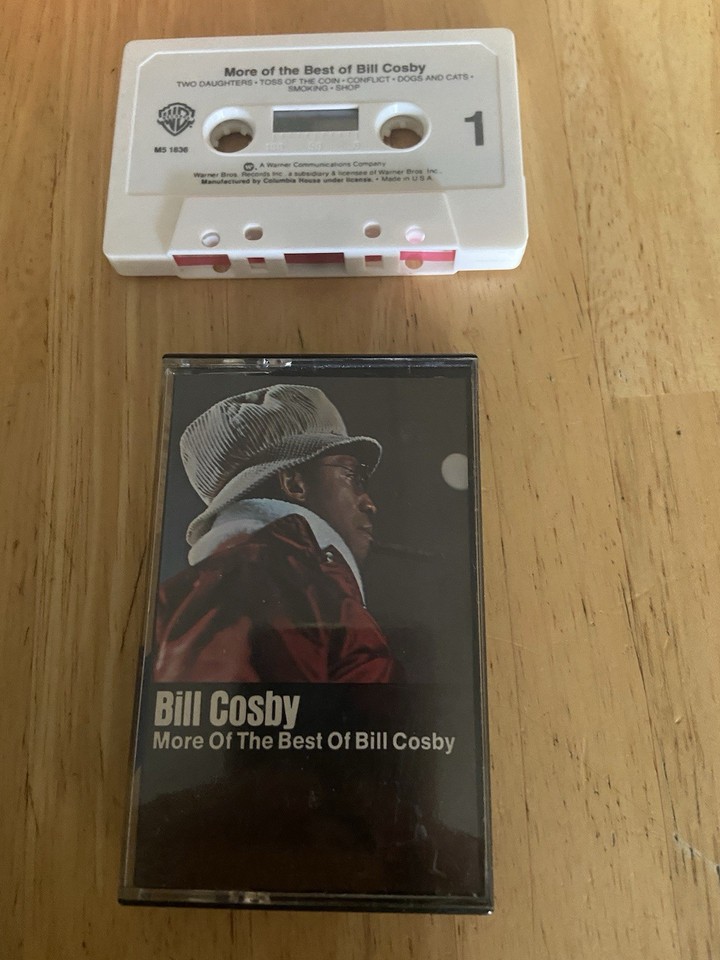 More of the Best of Bill Cosby
TWO DAUGHTERS • TOSS OF THE COIN • CONFLICT • DOGS AND CATS •
SMOKING • SHOP
M5 1836
1
A Warner Communications Company
Warner Bros. Records Inc., a subsidiary & licensee of Warner Bros. Inc.,
Manufactured by Columbia House under license. • Made in U.S.A.
Bill Cosby
More Of The Best Of Bill Cosby